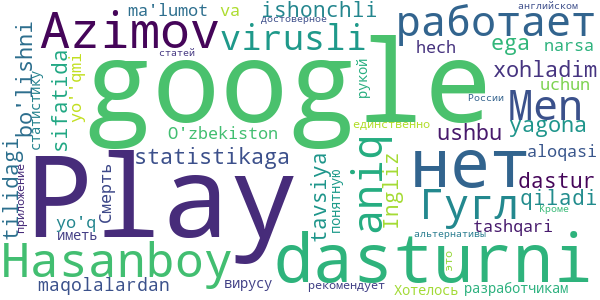 ma'lumot va достоверное ishonchli английском
Azimov virusli работает
статей hech ega narsa
bo'lishni статистику sifatida yo''qmi google рукой xohladim uchun
O'zbekiston единственно Men России
tilidagi приложение Play statistikaga aniq ushbu yagona
Смерть tavsiya понятную Ingliz нет aloqasi
dastur
yo'q Гугл qiladi Кроме
иметь tashqari
Hasanboy dasturni альтернативы это
maqolalardan вирусу рекомендует Хотелось разработчикам